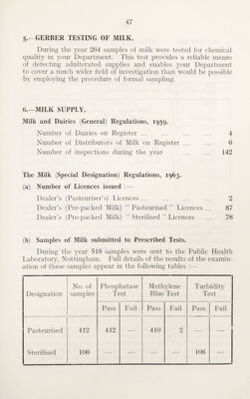 47
5.—GERBER TESTING OF MILK.
During the year 264 samples of milk were tested for chemical
quality in your Department. This test provides a reliable means
of detecting adulterated supplies and enables your Department
to cover a much wider field of investigation than would be possible
by employing the procedure of formal sampling.
6.—MILK SUPPLY.
Milk and Dairies (General) Regulations, 1959.
Number of Dairies on Register ... ... ... ... 4
Number of Distributors of Milk on Register ... ... 6
Number of inspections during the year ... ... 142
The Milk (Special Designation) Regulations, 1963.
(a) Number of Licences issued —
Dealer's (Pasteuriser's) Licences ... ... ... ... 2
Dealer's (Pre-packed Milk) "Pasteurised" Licences ... 87
Dealer's (Pre-packed Milk) "Sterilised" Licences ... 78
(b) Samples of Milk submitted to Prescribed Tests.
During the year 518 samples were sent to the Public Health
Laboratory, Nottingham. Full details of the results of the examin-
ation of these samples appear in the following tables :—
Designation No. of samples Phosphatase Test Methylene Blue Test Turbidity Test
Pass Fail Pass Fail Pass Fail
Pasteurised 412 412 — 410 2 — —
Sterilised 106 — — — — 106 —